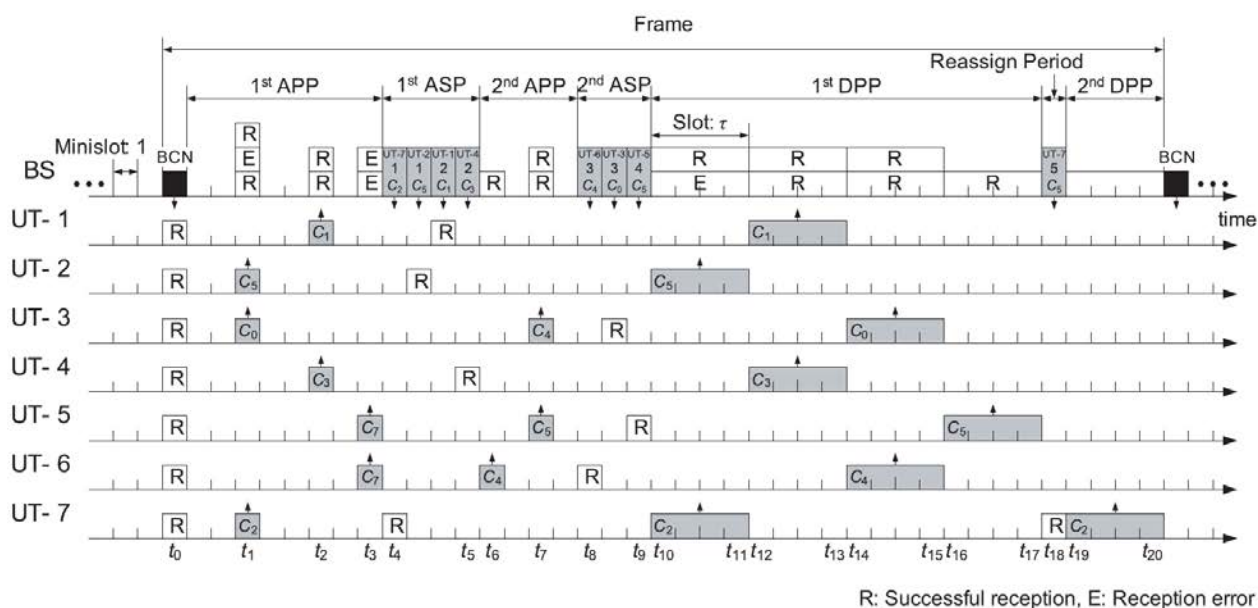 Frame
Reassign Period
1st APP 1st ASP 2nd APP 2nd ASP 1st DPP 2nd DPP
Minislot: 1
Slot: τ
BS ••• BCN R E R R R E E UT-7 1 C2 UT-2 1 C5 UT-1 2 C1 UT-4 2 C3 R R R UT-6 3 C4 UT-3 3 C0 UT-5 4 C5 R E R R R R R UT-7 5 C5 BCN •••
time
UT- 1 R C1 R C1
UT- 2 R C5 R C5
UT- 3 R C0 C4 R C0
UT- 4 R C3 R C3
UT- 5 R C7 C5 R C5
UT- 6 R C7 C4 R C4
UT- 7 R C2 R C2 R C2
t0 t1 t2 t3 t4 t5 t6 t7 t8 t9 t10 t11 t12 t13 t14 t15 t16 t17 t18 t19 t20
R: Successful reception, E: Reception error